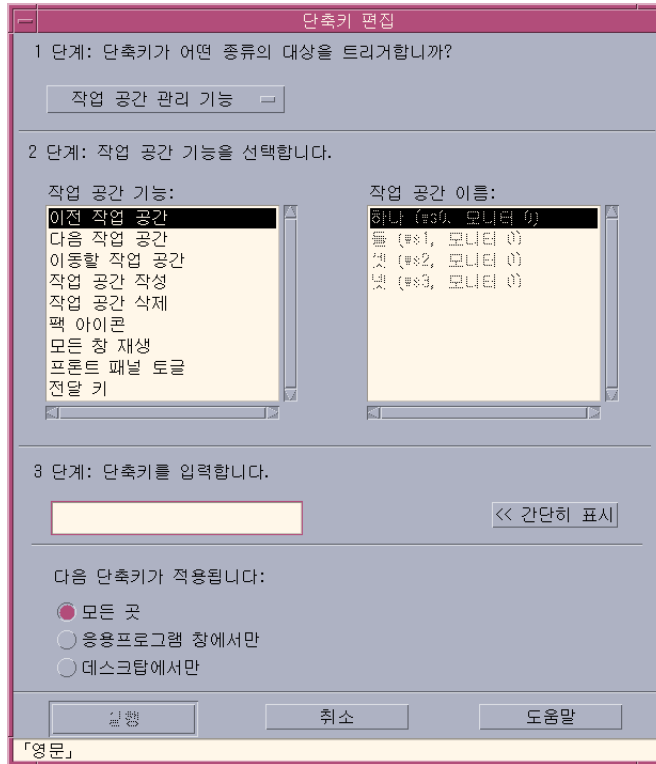 단축키 편집
1 단계: 단축키가 어떤 종류의 대상을 트리거합니까?
작업 공간 관리 기능
2 단계: 작업 공간 기능을 선택합니다.
작업 공간 기능:
이전 작업 공간
다음 작업 공간
이동할 작업 공간
작업 공간 작성
작업 공간 삭제
팩 아이콘
모든 창 재생
프론트 패널 토글
전달 키
작업 공간 이름:
하나 (ws0, 모니터 0)
둘 (ws1, 모니터 0)
셋 (ws2, 모니터 0)
넷 (ws3, 모니터 0)
3 단계: 단축키를 입력합니다.
<< 간단히 표시
다음 단축키가 적용됩니다:
모든 곳
응용프로그램 창에서만
데스크탑에서만
실행 취소 도움말
「영문」